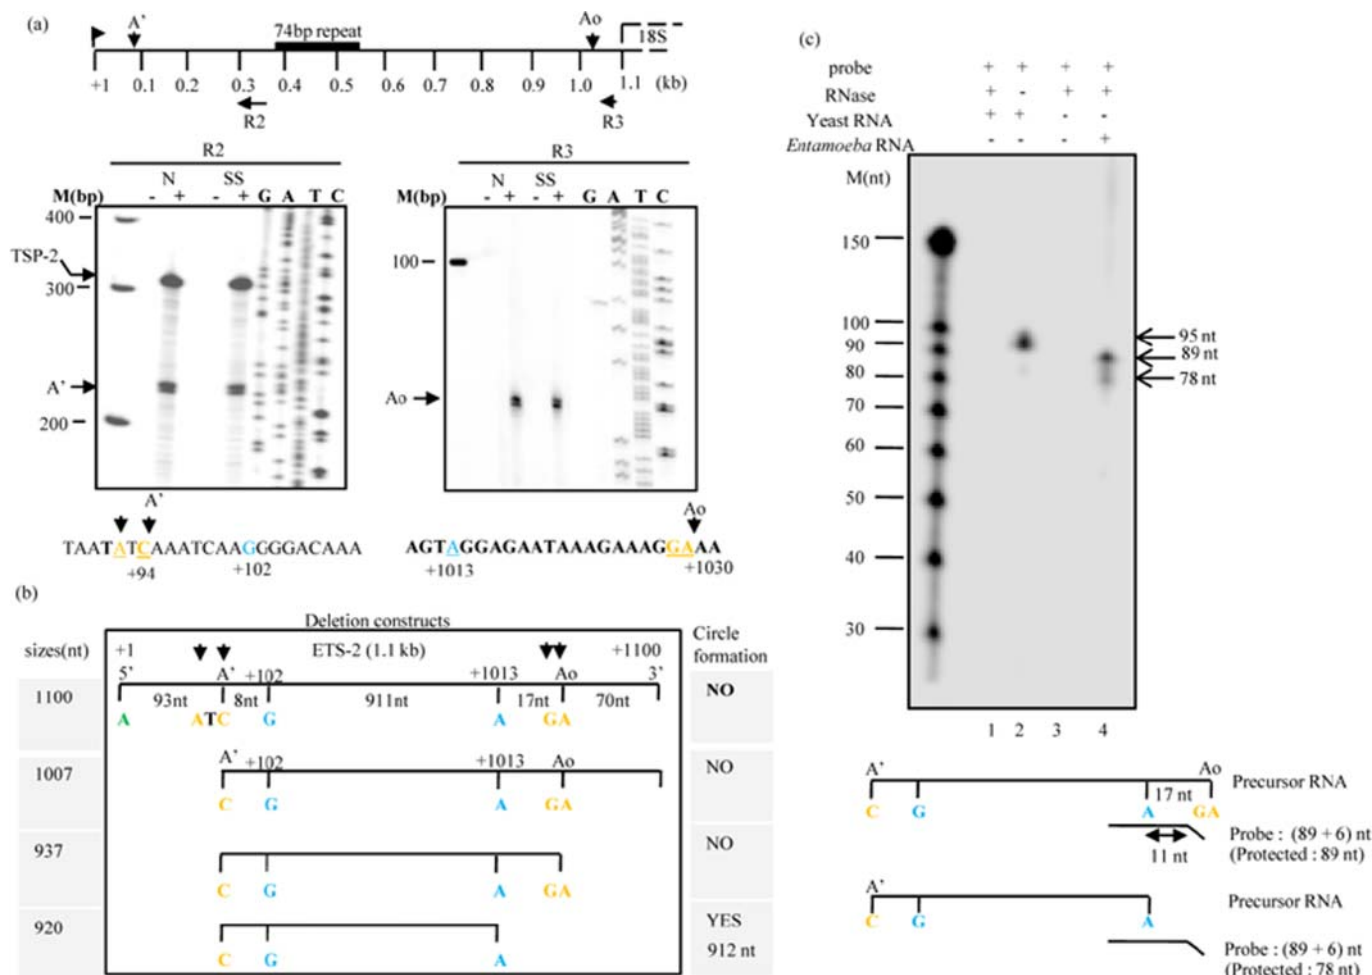 (a)
A'
74bp repeat
Ao
18S
+1 0.1 0.2 0.3 0.4 0.5 0.6 0.7 0.8 0.9 1.0 1.1 (kb)
R2
R3
R2
N SS
M(bp) - + - + G A T C
400
TSP-2
300
A'
200
A'
TAATATCAAATCAAGGGGACAAA
+94 +102
R3
N SS
- + - + G A T C
100
Ao
Ao
AGTAGGAGAATAAAGAAAGGAAA
+1013 +1030
(b)
Deletion constructs
sizes(nt) +1 ETS-2 (1.1 kb) +1100 Circle formation
5' A' +102 +1013 Ao 3'
1100 93nt 8nt 911nt 17nt 70nt NO
A ATC G A GA
A' +102 +1013 Ao
1007 NO
C G A GA
937 NO
C G A GA
920 YES
912 nt
C G A
(c)
probe + + + +
RNase + - + +
Yeast RNA + + - -
Entamoeba RNA - - - +
M(nt)
150
100
90
80
70
60
50
40
30
95 nt
89 nt
78 nt
1 2 3 4
A' Ao
17 nt Precursor RNA
C G A GA
11 nt
Probe : (89 + 6) nt
(Protected : 89 nt)
A'
Precursor RNA
C G A
Probe : (89 + 6) nt
(Protected : 78 nt)